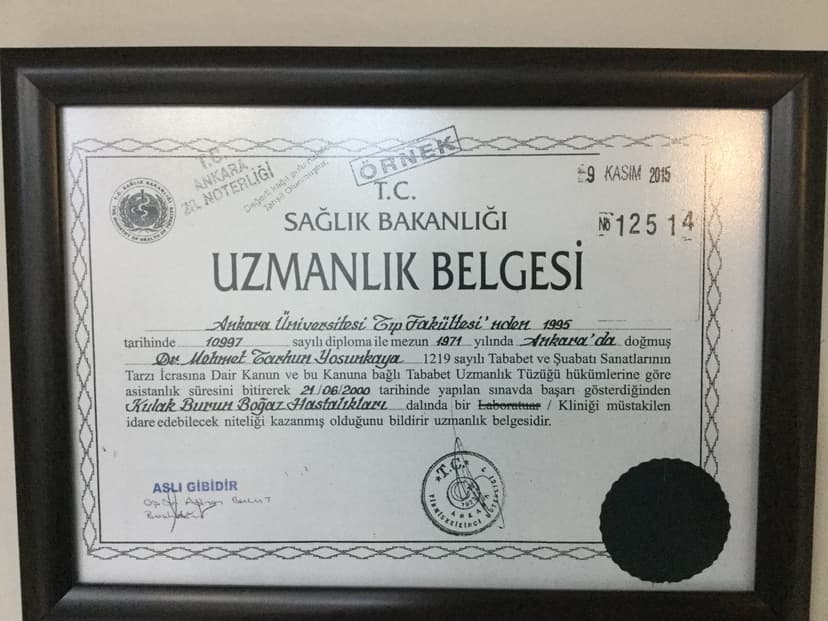 T.C.
ANKARA
21. NOTERLİĞİ
ÖRNEK
T.C.
SAĞLIK BAKANLIĞI
9 KASIM 2015
No 12514
UZMANLIK BELGESİ
Ankara Üniversitesi Tıp Fakültesi'nden 1995
tarihinde 10997 sayılı diploma ile mezun 1971 yılında Ankara'da doğmuş
Dr. Mehmet Tarhun Yosunkaya 1219 sayılı Tababet ve Şuabatı Sanatlarının
Tarzı İcrasına Dair Kanun ve bu Kanuna bağlı Tababet Uzmanlık Tüzüğü hükümlerine göre
asistanlık süresini bitirerek 21/06/2000 tarihinde yapılan sınavda başarı gösterdiğinden
Kulak Burun Boğaz Hastalıkları dalında bir Laboratuar / Kliniği müstakilen
idare edebilecek niteliği kazanmış olduğunu bildirir uzmanlık belgesidir.
ASLI GİBİDİR
T.C.
ANKARA